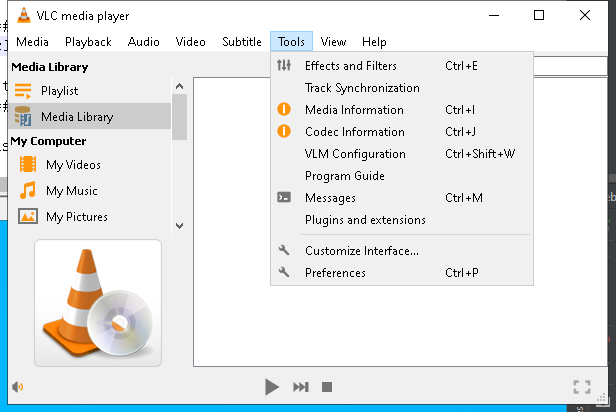 VLC media player
Media Playback Audio Video Subtitle Tools View Help
Media Library
Playlist
Media Library
My Computer
My Videos
My Music
My Pictures
Effects and Filters Ctrl+E
Track Synchronization
Media Information Ctrl+I
Codec Information Ctrl+J
VLM Configuration Ctrl+Shift+W
Program Guide
Messages Ctrl+M
Plugins and extensions
Customize Interface...
Preferences Ctrl+P